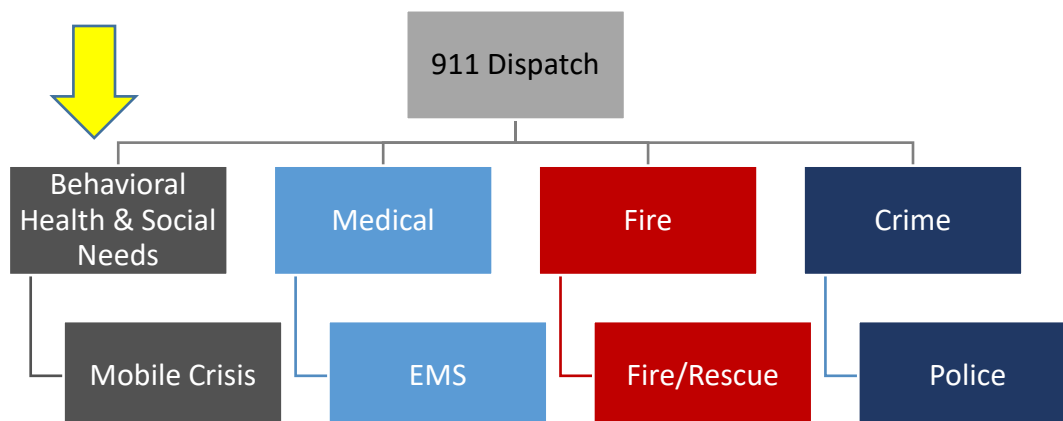 911 Dispatch
Behavioral
Health & Social
Needs
Medical
Fire
Crime
Mobile Crisis
EMS
Fire/Rescue
Police